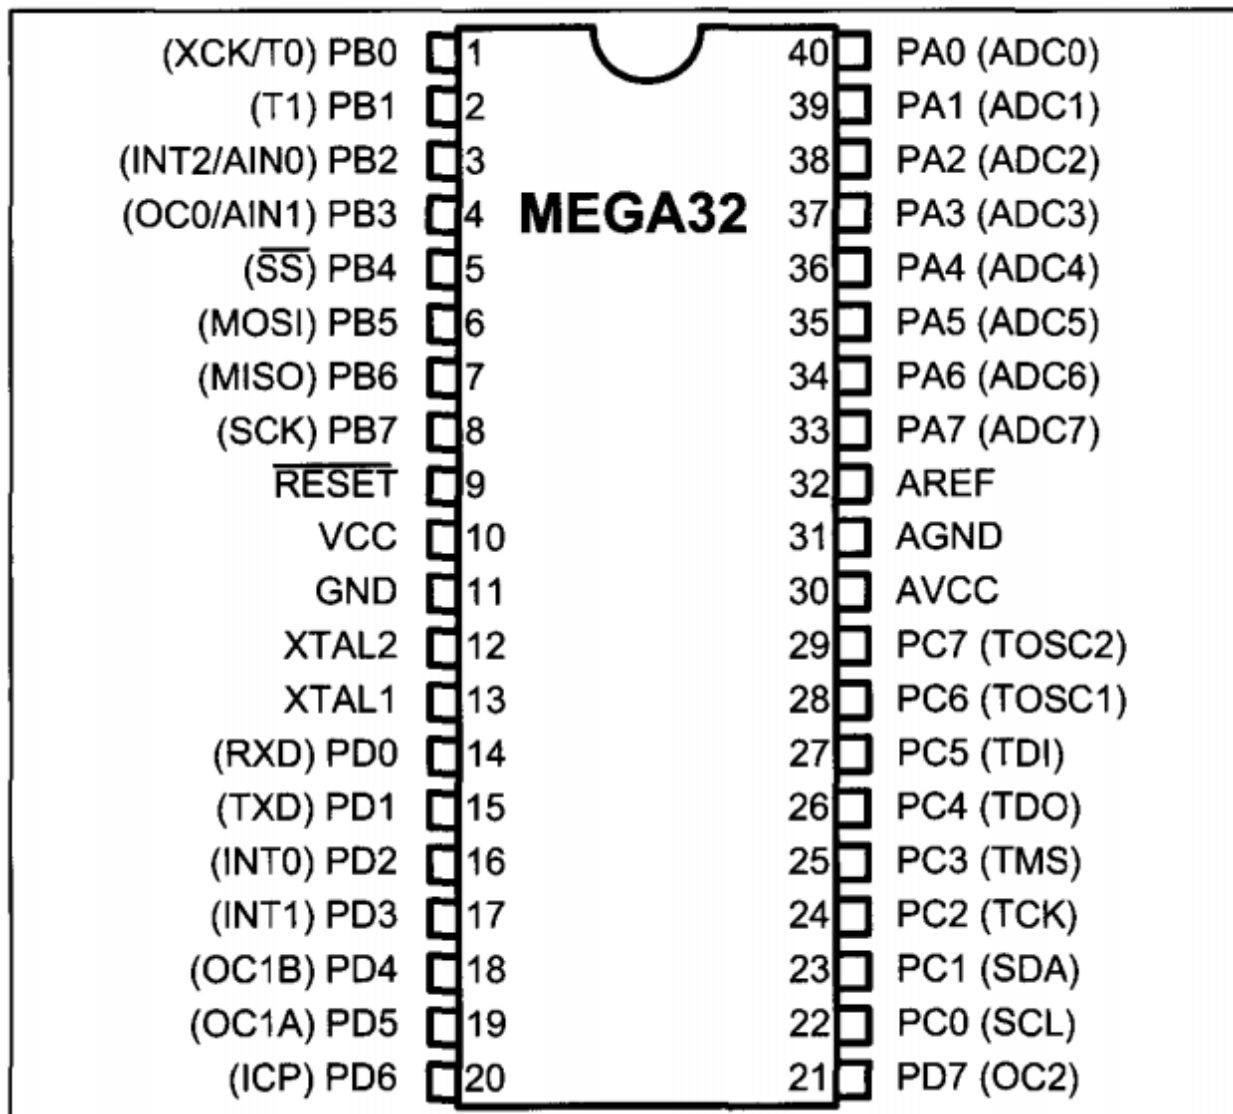 (XCK/T0) PB0 1 40 PA0 (ADC0)
(T1) PB1 2 39 PA1 (ADC1)
(INT2/AIN0) PB2 3 38 PA2 (ADC2)
(OC0/AIN1) PB3 4 MEGA32 37 PA3 (ADC3)
(S̅S̅) PB4 5 36 PA4 (ADC4)
(MOSI) PB5 6 35 PA5 (ADC5)
(MISO) PB6 7 34 PA6 (ADC6)
(SCK) PB7 8 33 PA7 (ADC7)
R̅E̅S̅E̅T̅ 9 32 AREF
VCC 10 31 AGND
GND 11 30 AVCC
XTAL2 12 29 PC7 (TOSC2)
XTAL1 13 28 PC6 (TOSC1)
(RXD) PD0 14 27 PC5 (TDI)
(TXD) PD1 15 26 PC4 (TDO)
(INT0) PD2 16 25 PC3 (TMS)
(INT1) PD3 17 24 PC2 (TCK)
(OC1B) PD4 18 23 PC1 (SDA)
(OC1A) PD5 19 22 PC0 (SCL)
(ICP) PD6 20 21 PD7 (OC2)